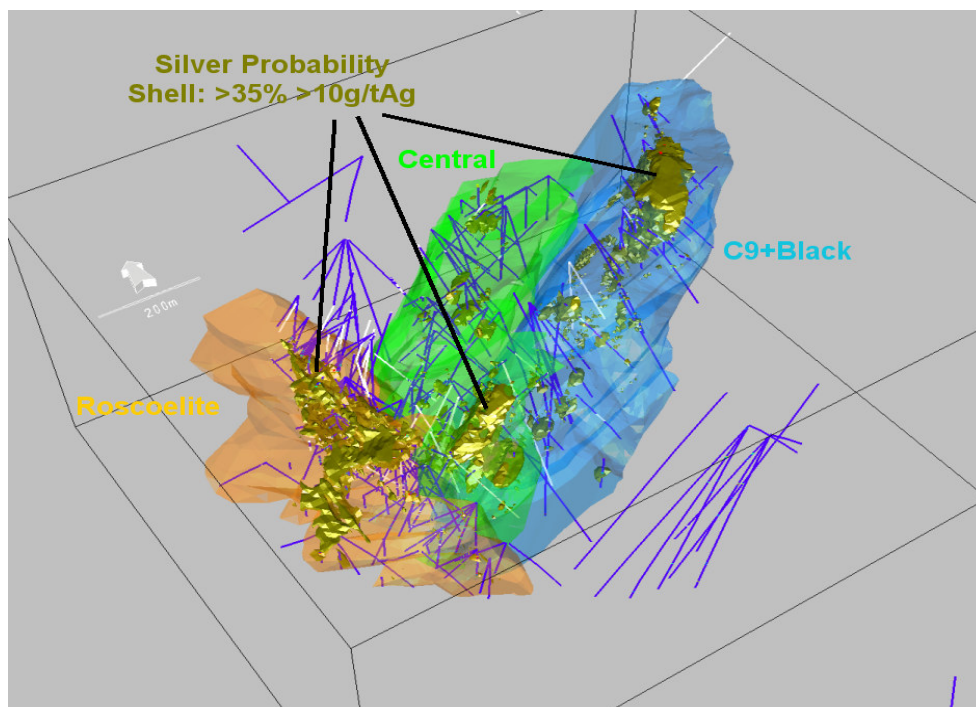 Silver Probability
Shell: >35% >10g/tAg
Central
C9+Black
200m
Roscoelite